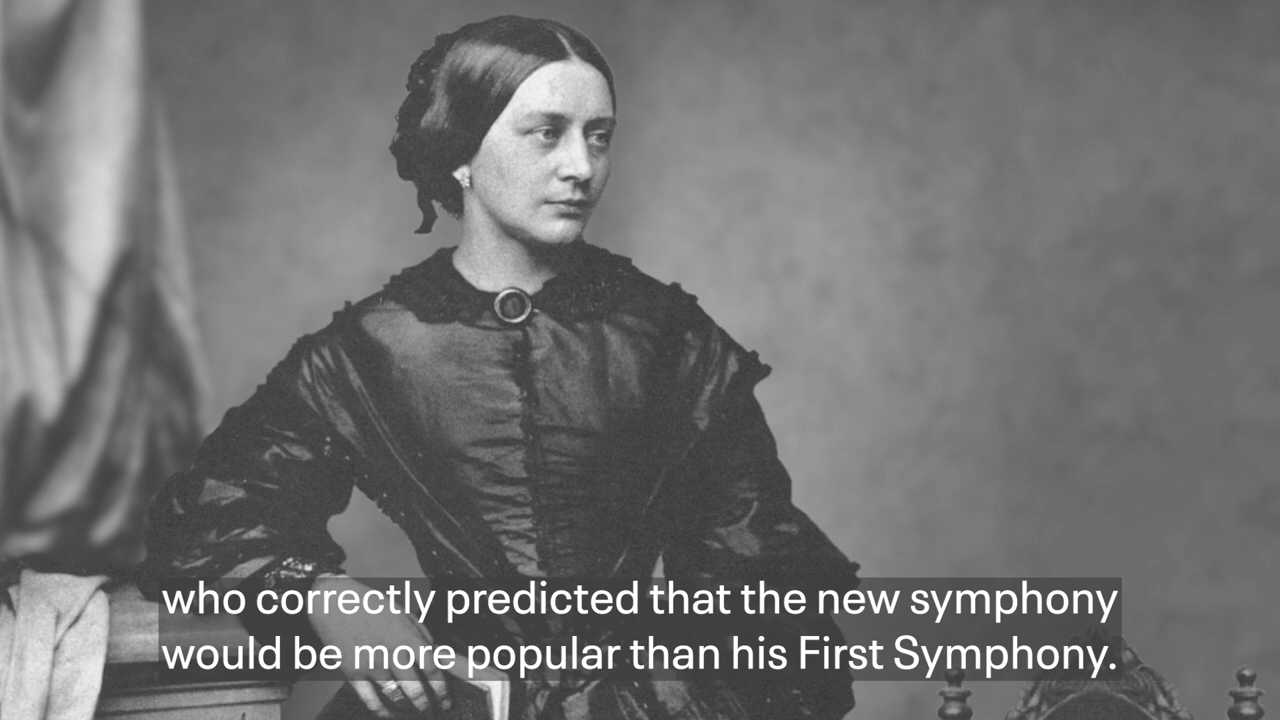 who correctly predicted that the new symphony
would be more popular than his First Symphony.